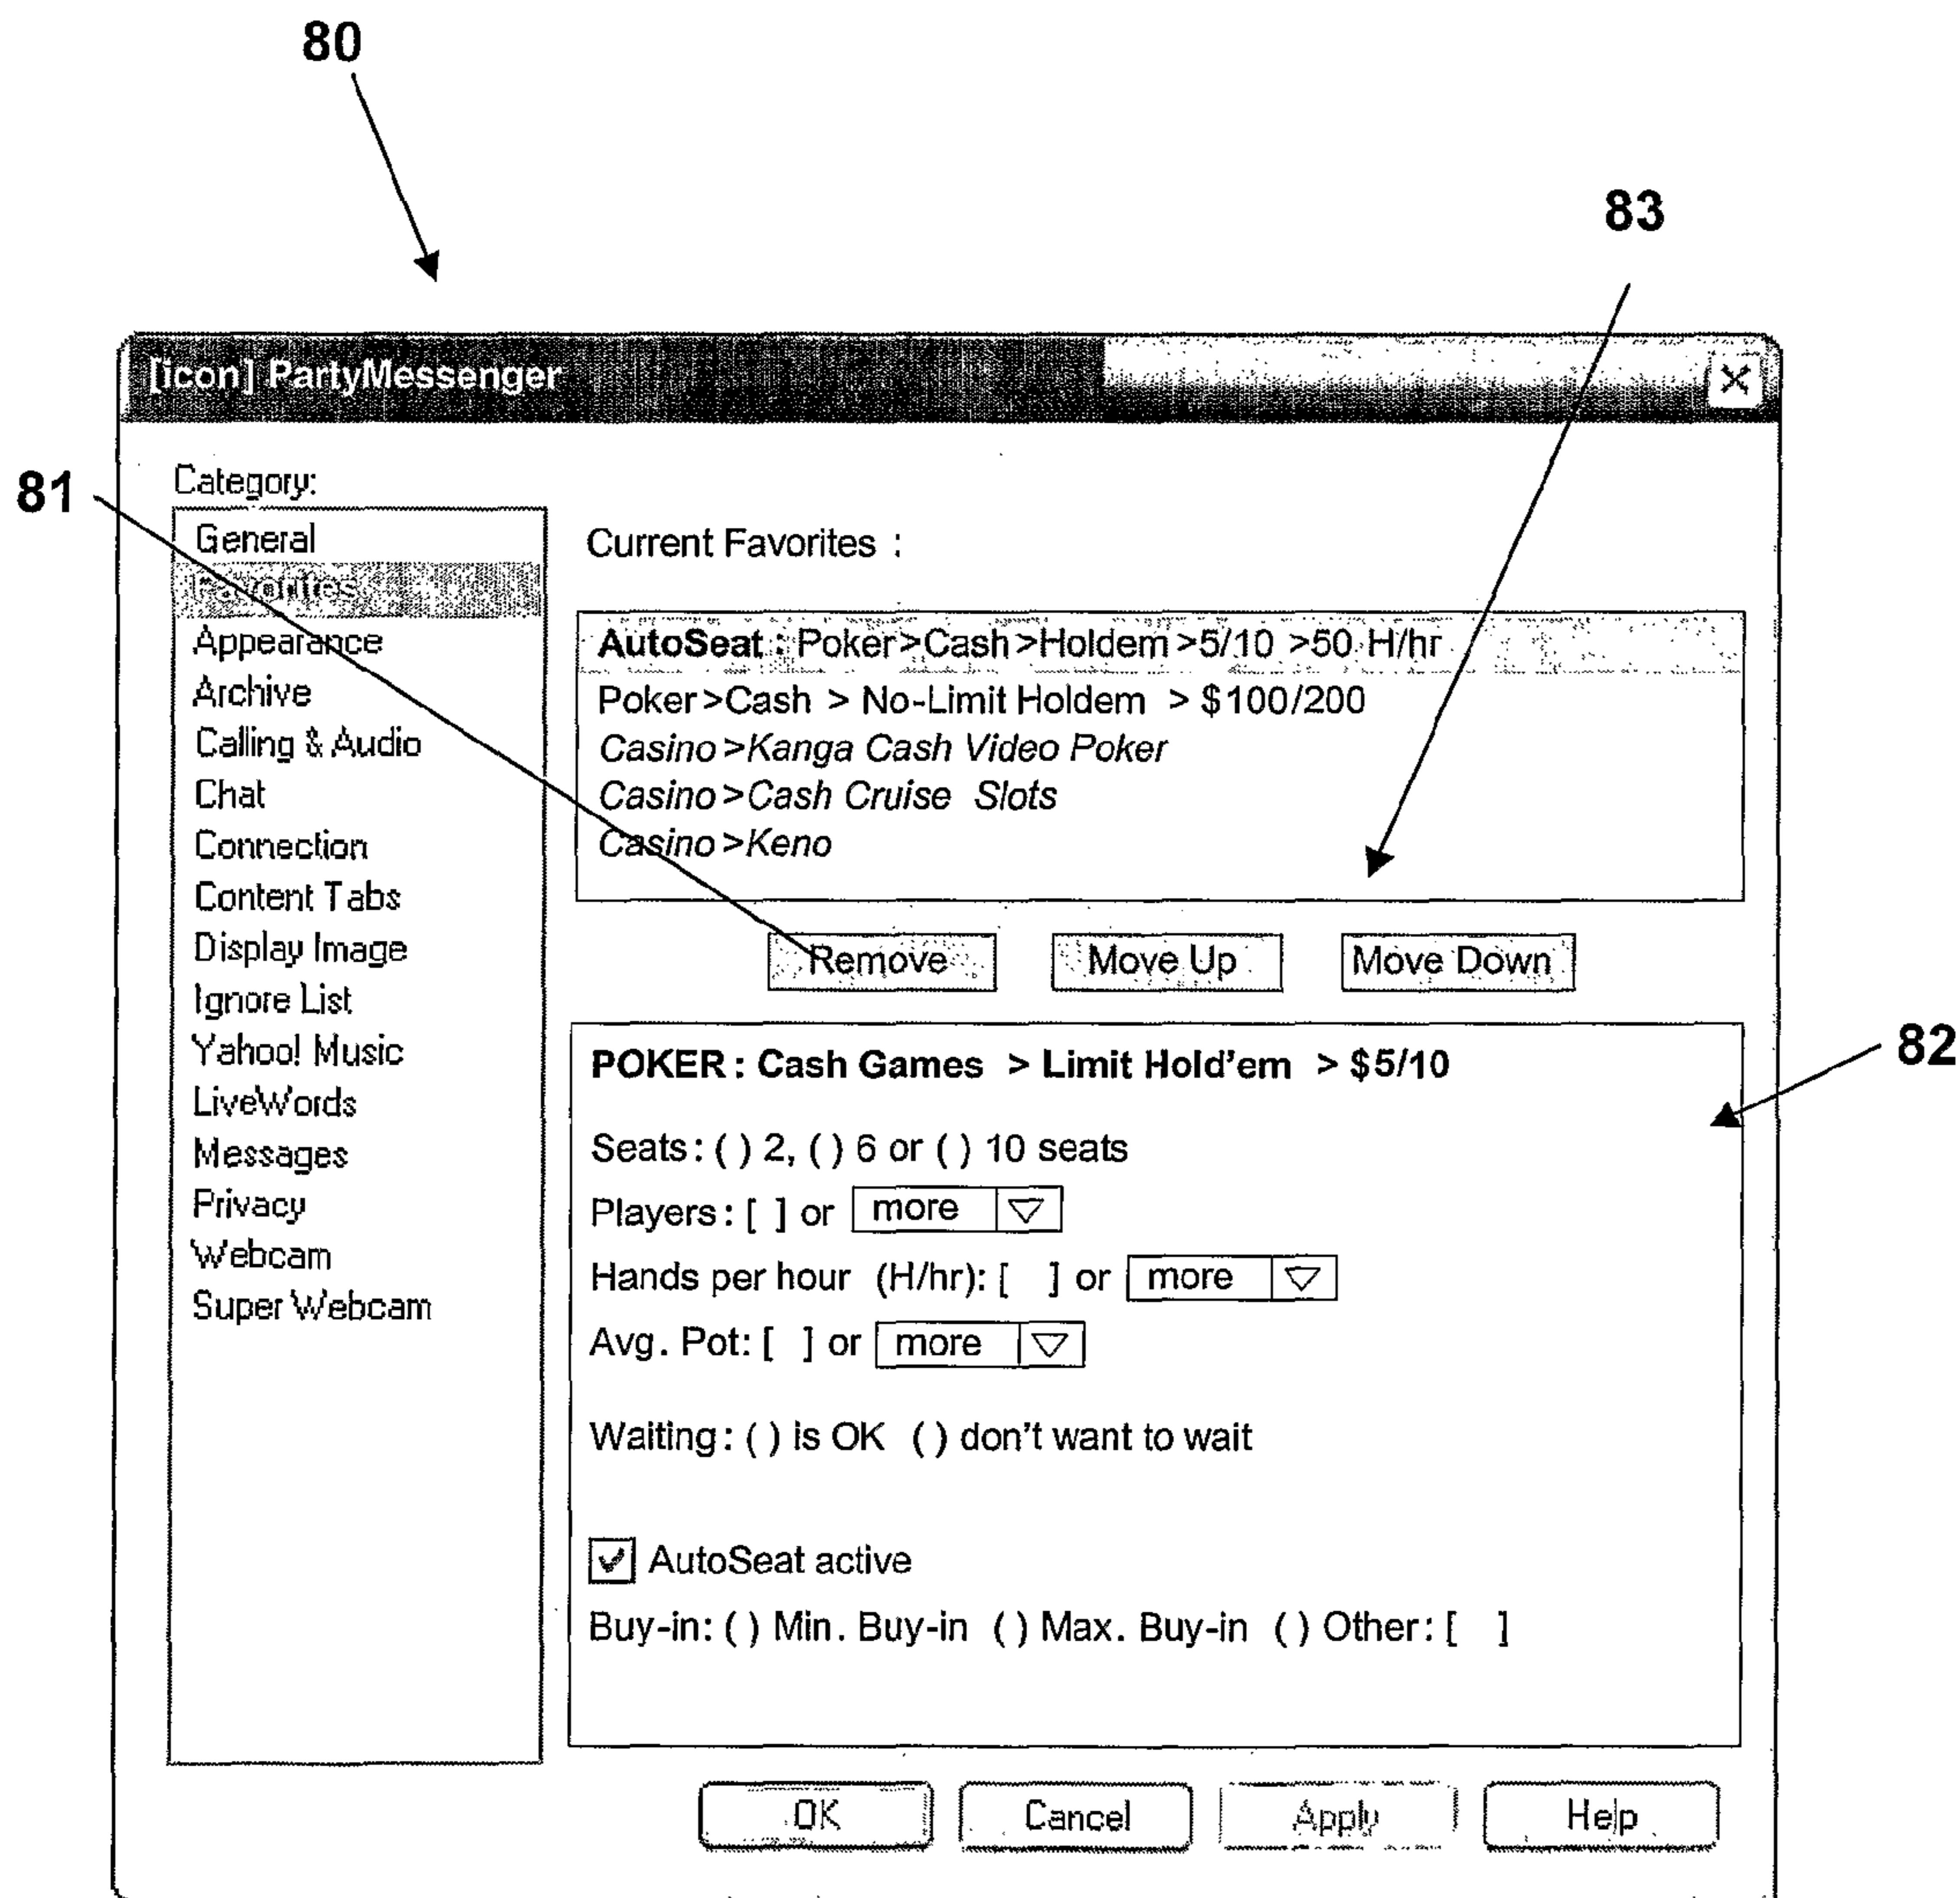 80
83
[icon] PartyMessenger
81
Category:
General
Favorites
Appearance
Archive
Calling & Audio
Chat
Connection
Content Tabs
Display Image
Ignore List
Yahoo! Music
LiveWords
Messages
Privacy
Webcam
Super Webcam
Current Favorites :
AutoSeat : Poker>Cash>Holdem>5/10 >50 H/hr
Poker>Cash > No-Limit Holdem > $100/200
Casino>Kanga Cash Video Poker
Casino>Cash Cruise Slots
Casino>Keno
Remove Move Up Move Down
82
POKER : Cash Games > Limit Hold'em > $5/10
Seats: ( ) 2, ( ) 6 or ( ) 10 seats
Players: [ ] or more
Hands per hour (H/hr): [ ] or more
Avg. Pot: [ ] or more
Waiting: ( ) is OK ( ) don't want to wait
AutoSeat active
Buy-in: ( ) Min. Buy-in ( ) Max. Buy-in ( ) Other: [ ]
OK Cancel Apply Help